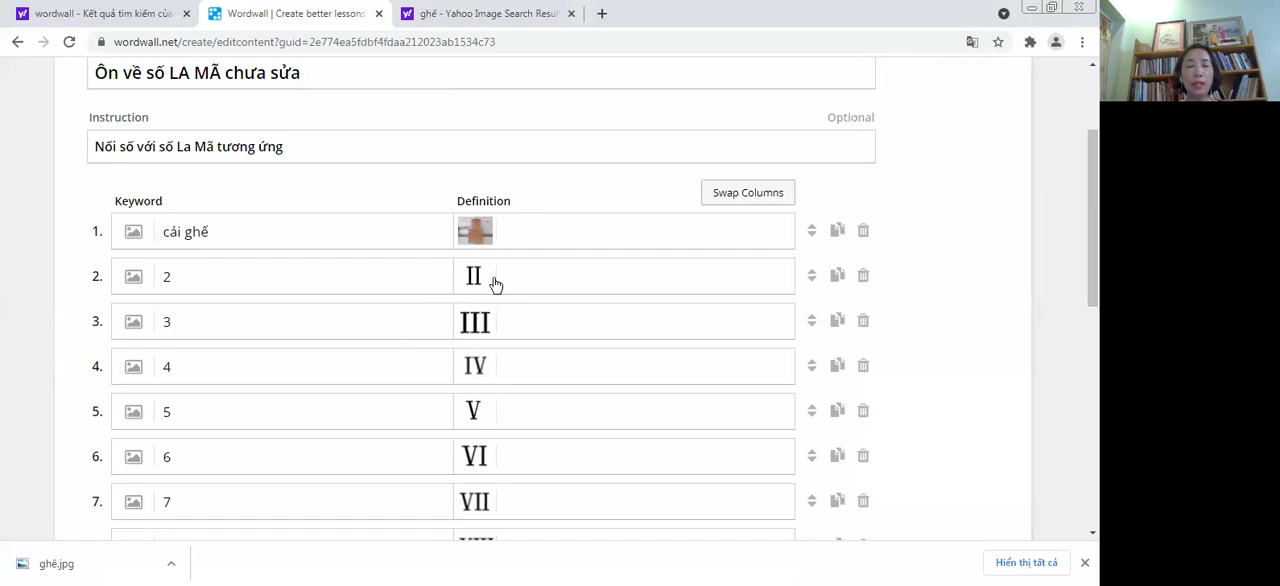 wordwall - Kết quả tìm kiếm củ
Wordwall | Create better lessons
ghế - Yahoo Image Search Resu
wordwall.net/create/editcontent?guid=2e774ea5fdbf4fdaa212023ab1534c73
Ôn về số LA MÃ chưa sửa
Instruction
Optional
Nối số với số La Mã tương ứng
Swap Columns
Keyword
Definition
1. cái ghế
2. 2 II
3. 3 III
4. 4 IV
5. 5 V
6. 6 VI
7. 7 VII
ghế.jpg
Hiển thị tất cả